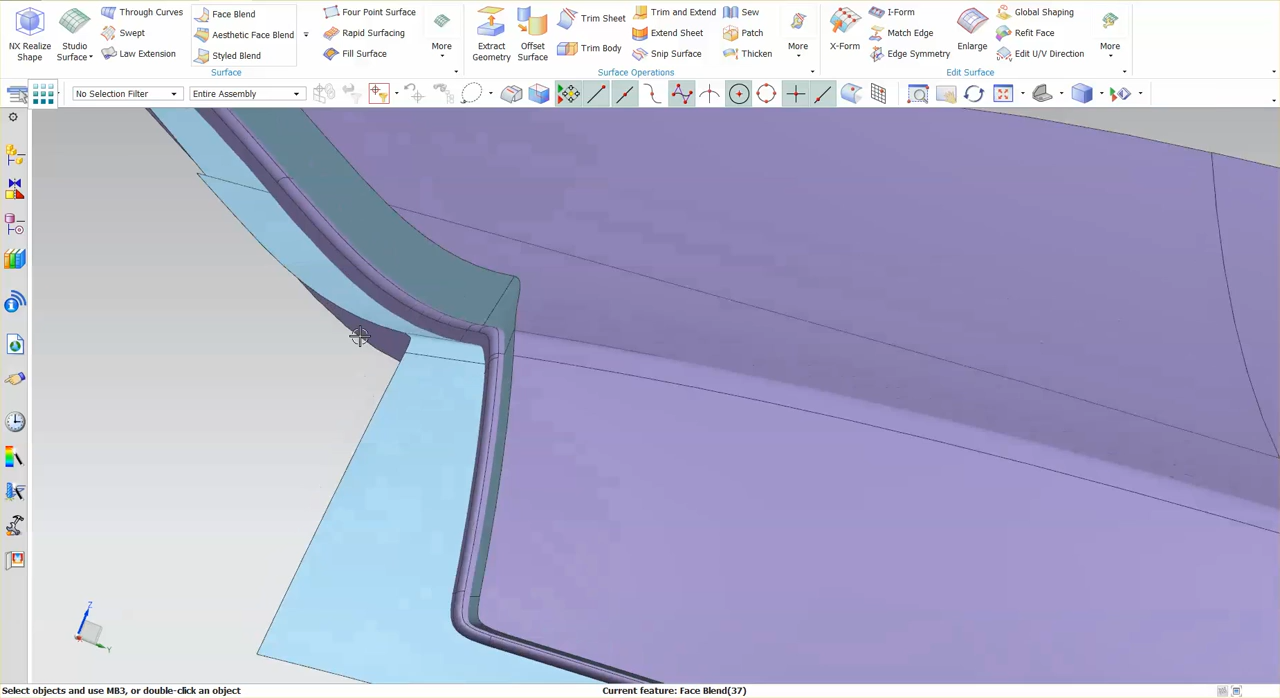 Through Curves
Face Blend
Four Point Surface
Trim Sheet
Trim and Extend
Sew
I-Form
Global Shaping
Swept
Aesthetic Face Blend
Rapid Surfacing
Extend Sheet
Patch
Match Edge
Refit Face
NX Realize
Shape
Studio
Surface
Law Extension
Styled Blend
Fill Surface
More
Extract
Geometry
Offset
Surface
Trim Body
Snip Surface
Thicken
More
X-Form
Edge Symmetry
Enlarge
Edit U/V Direction
More
Surface
Surface Operations
Edit Surface
No Selection Filter
Entire Assembly
Z
Y
Select objects and use MB3, or double-click an object
Current feature: Face Blend(37)